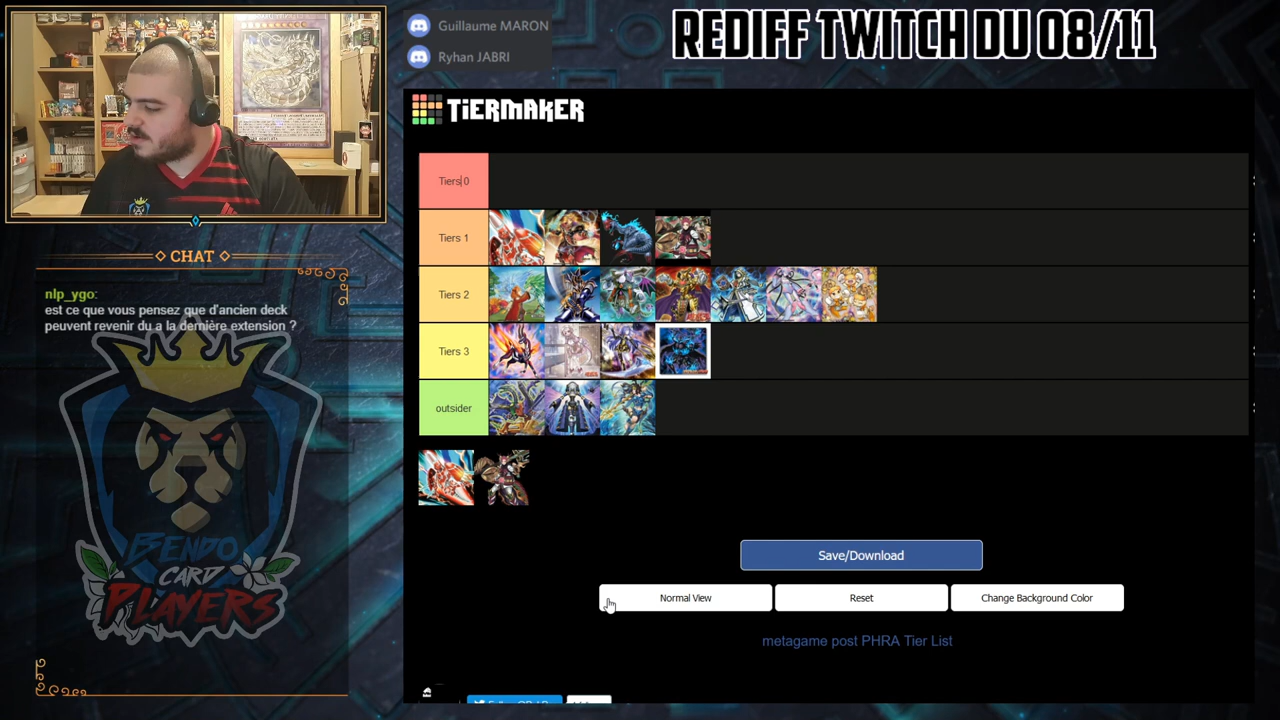 Guillaume MARON
Ryhan JABRI
REDIFF TWITCH DU 08/11
TiERMAKER
Tiers 0
Tiers 1
Tiers 2
Tiers 3
outsider
CHAT
nlp_ygo:
est ce que vous pensez que d'ancien deck
peuvent revenir du a la dernière extension ?
BENDO
CARD
PLAYERS
Save/Download
Normal View
Reset
Change Background Color
metagame post PHRA Tier List